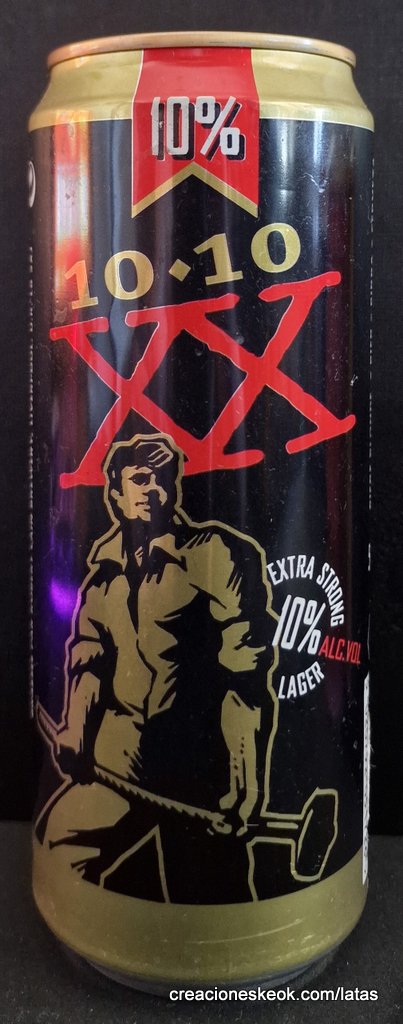 10%
10·10
XX
EXTRA STRONG
10%
ALC.VOL
LAGER
creacioneskeok.com/latas